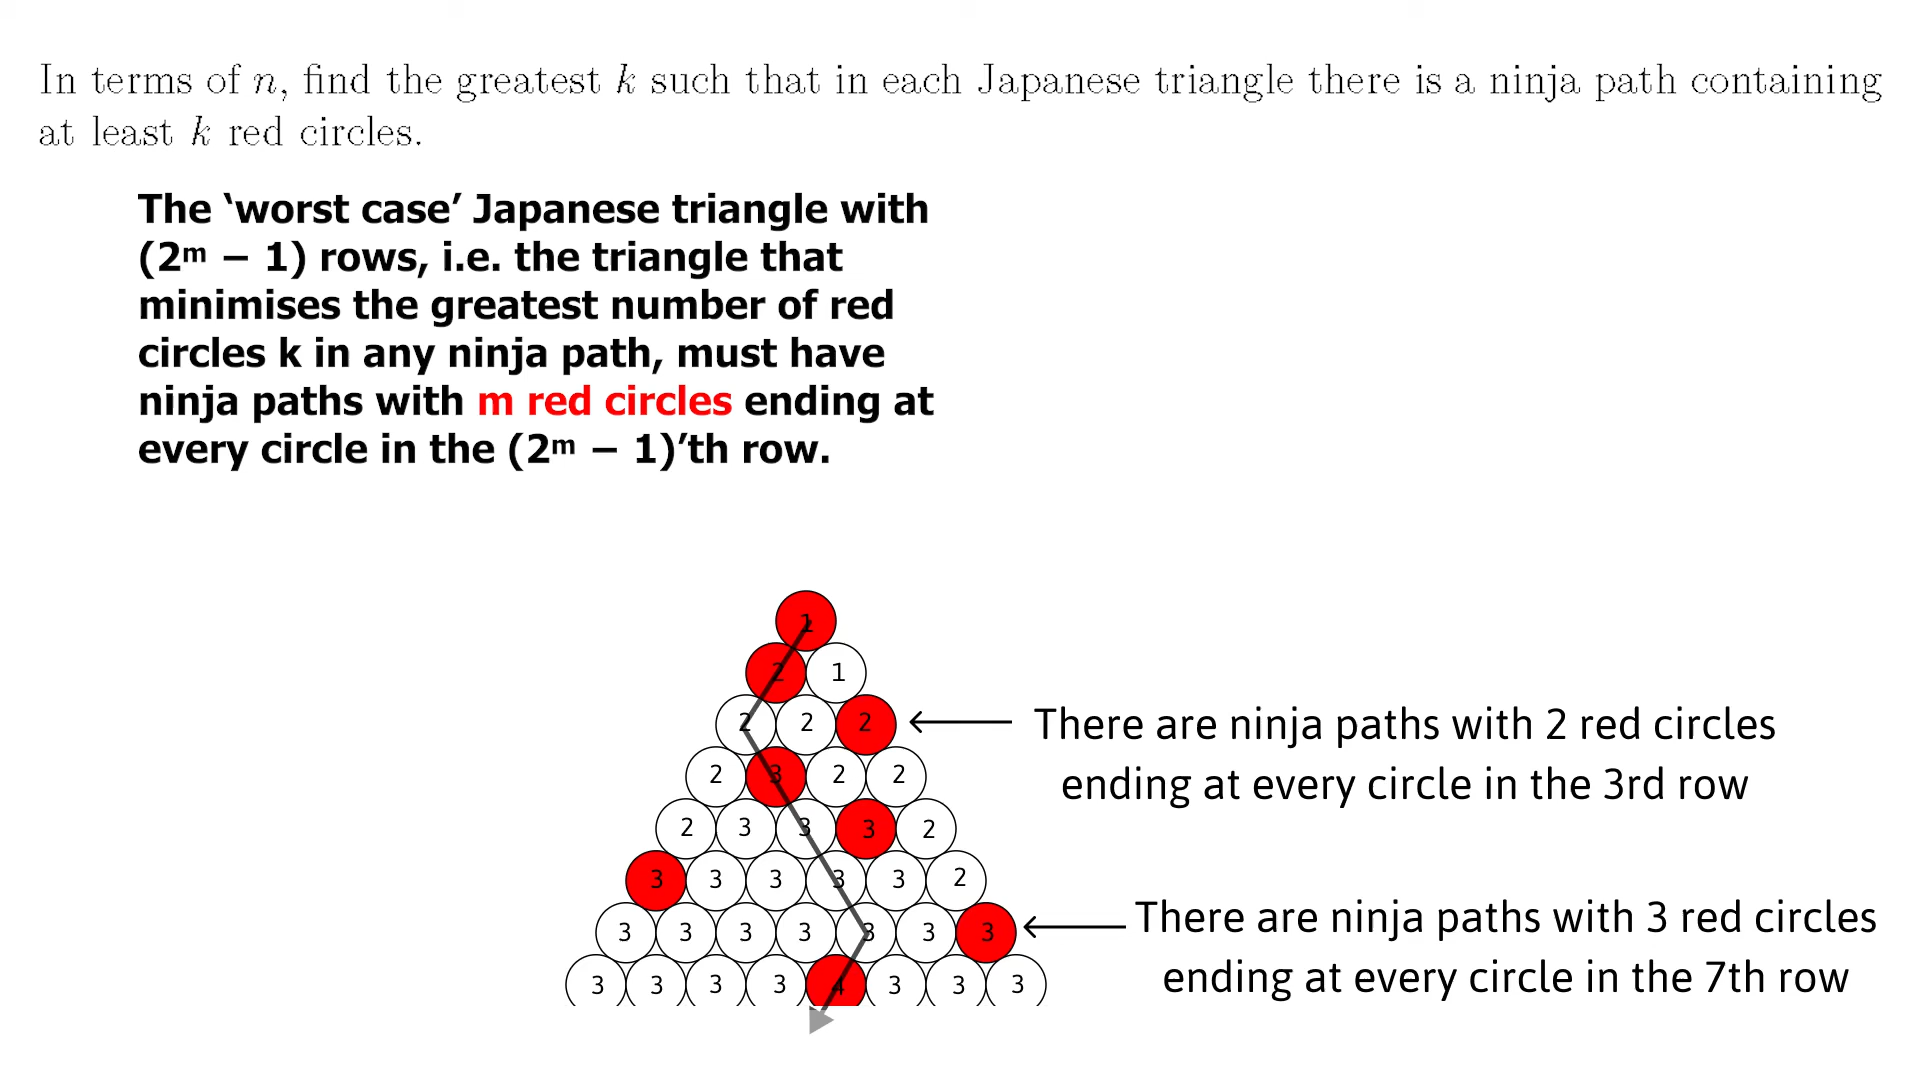 In terms of n, find the greatest k such that in each Japanese triangle there is a ninja path containing
at least k red circles.
The ‘worst case’ Japanese triangle with
(2ᵐ − 1) rows, i.e. the triangle that
minimises the greatest number of red
circles k in any ninja path, must have
ninja paths with m red circles ending at
every circle in the (2ᵐ − 1)’th row.
1
2 1
2 2 2
There are ninja paths with 2 red circles
ending at every circle in the 3rd row
2 3 2 2
2 3 3 3 2
3 3 3 3 3 2
3 3 3 3 3 3 3
There are ninja paths with 3 red circles
ending at every circle in the 7th row
3 3 3 3 4 3 3 3